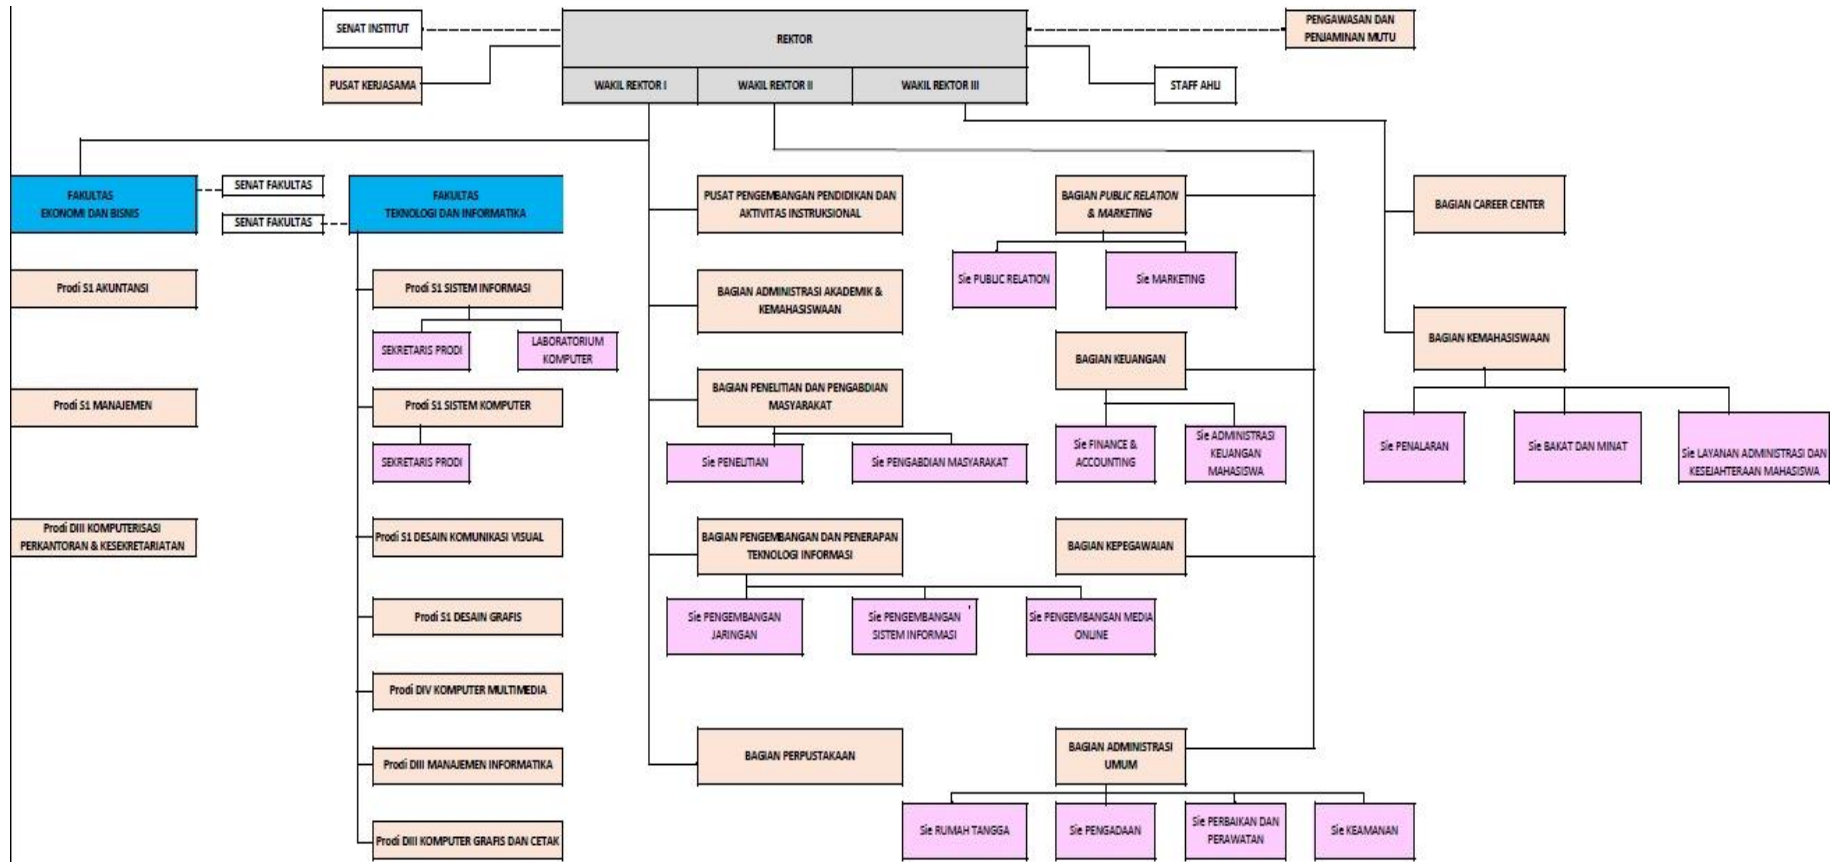 SENAT INSTITUT
REKTOR
PENGAWASAN DAN
PENJAMINAN MUTU
PUSAT KERJASAMA
WAKIL REKTOR I
WAKIL REKTOR II
WAKIL REKTOR III
STAFF AHLI
FAKULTAS
EKONOMI DAN BISNIS
SENAT FAKULTAS
SENAT FAKULTAS
FAKULTAS
TEKNOLOGI DAN INFORMATIKA
PUSAT PENGEMBANGAN PENDIDIKAN DAN
AKTIVITAS INSTRUKSIONAL
BAGIAN PUBLIC RELATION
& MARKETING
BAGIAN CAREER CENTER
Sie PUBLIC RELATION
Sie MARKETING
Prodi S1 AKUNTANSI
Prodi S1 SISTEM INFORMASI
BAGIAN ADMINISTRASI AKADEMIK &
KEMAHASISWAAN
SEKRETARIS PRODI
LABORATORIUM
KOMPUTER
BAGIAN KEUANGAN
BAGIAN KEMAHASISWAAN
Prodi S1 MANAJEMEN
Prodi S1 SISTEM KOMPUTER
BAGIAN PENELITIAN DAN PENGABDIAN
MASYARAKAT
SEKRETARIS PRODI
Sie PENELITIAN
Sie PENGABDIAN MASYARAKAT
Sie FINANCE &
ACCOUNTING
Sie ADMINISTRASI
KEUANGAN
MAHASISWA
Sie PENALARAN
Sie BAKAT DAN MINAT
Sie LAYANAN ADMINISTRASI DAN
KESEJAHTERAAN MAHASISWA
Prodi DIII KOMPUTERISASI
PERKANTORAN & KESEKRETARIATAN
Prodi S1 DESAIN KOMUNIKASI VISUAL
BAGIAN PENGEMBANGAN DAN PENERAPAN
TEKNOLOGI INFORMASI
BAGIAN KEPEGAWAIAN
Prodi S1 DESAIN GRAFIS
Sie PENGEMBANGAN
JARINGAN
Sie PENGEMBANGAN
SISTEM INFORMASI
Sie PENGEMBANGAN MEDIA
ONLINE
Prodi DIV KOMPUTER MULTIMEDIA
Prodi DIII MANAJEMEN INFORMATIKA
BAGIAN PERPUSTAKAAN
BAGIAN ADMINISTRASI
UMUM
Prodi DIII KOMPUTER GRAFIS DAN CETAK
Sie RUMAH TANGGA
Sie PENGADAAN
Sie PERBAIKAN DAN
PERAWATAN
Sie KEAMANAN